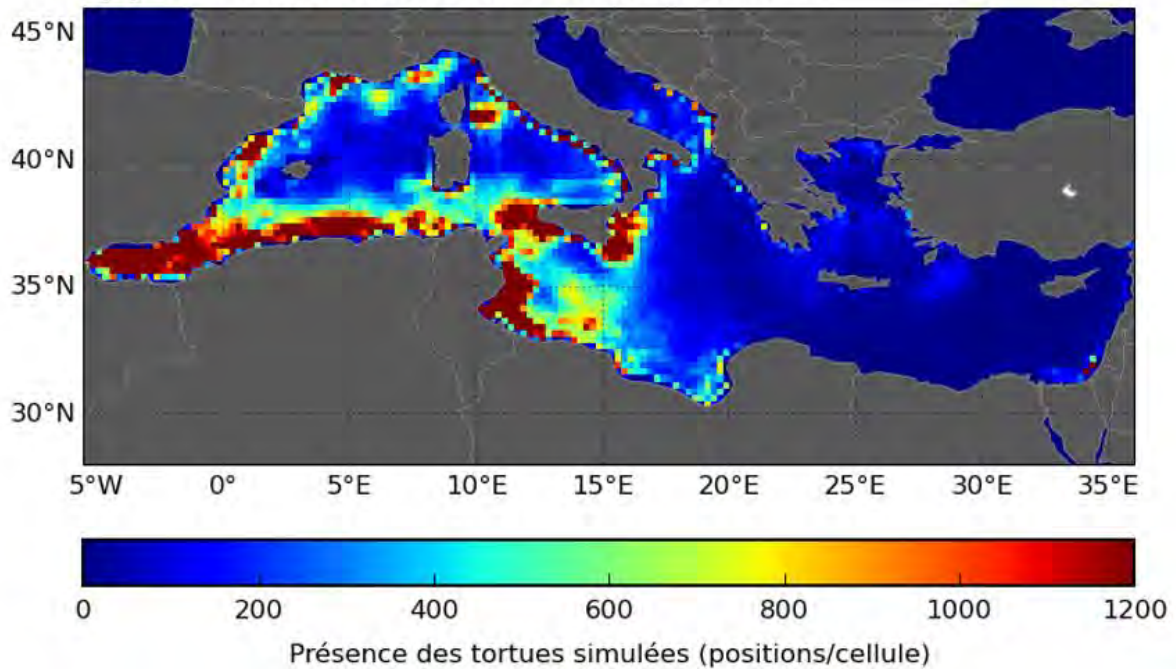 45°N
40°N
35°N
30°N
5°W 0° 5°E 10°E 15°E 20°E 25°E 30°E 35°E
0 200 400 600 800 1000 1200
Présence des tortues simulées (positions/cellule)